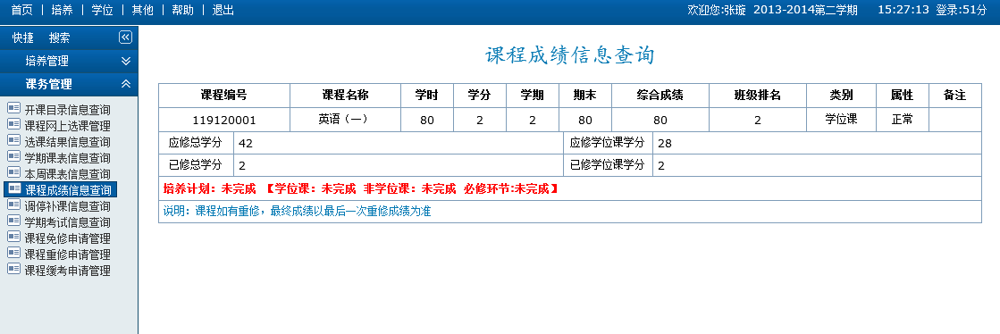 首页 | 培养 | 学位 | 其他 | 帮助 | 退出 欢迎您:张璇 2013-2014第二学期 15:27:13 登录:51分
快捷 搜索
培养管理
课务管理
开课目录信息查询
课程网上选课管理
选课结果信息查询
学期课表信息查询
本周课表信息查询
课程成绩信息查询
调停补课信息查询
学期考试信息查询
课程免修申请管理
课程重修申请管理
课程缓考申请管理
课程成绩信息查询
课程编号 课程名称 学时 学分 学期 期末 综合成绩 班级排名 类别 属性 备注
119120001 英语（一） 80 2 2 80 80 2 学位课 正常
应修总学分 42 应修学位课学分 28
已修总学分 2 已修学位课学分 2
培养计划：未完成 【学位课：未完成 非学位课：未完成 必修环节:未完成】
说明：课程如有重修，最终成绩以最后一次重修成绩为准